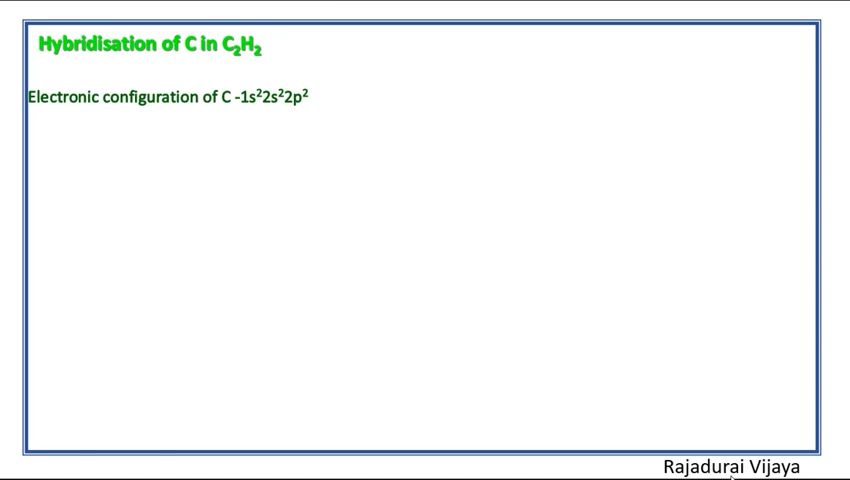 Hybridisation of C in C₂H₂
Electronic configuration of C -1s²2s²2p²
Rajadurai Vijaya